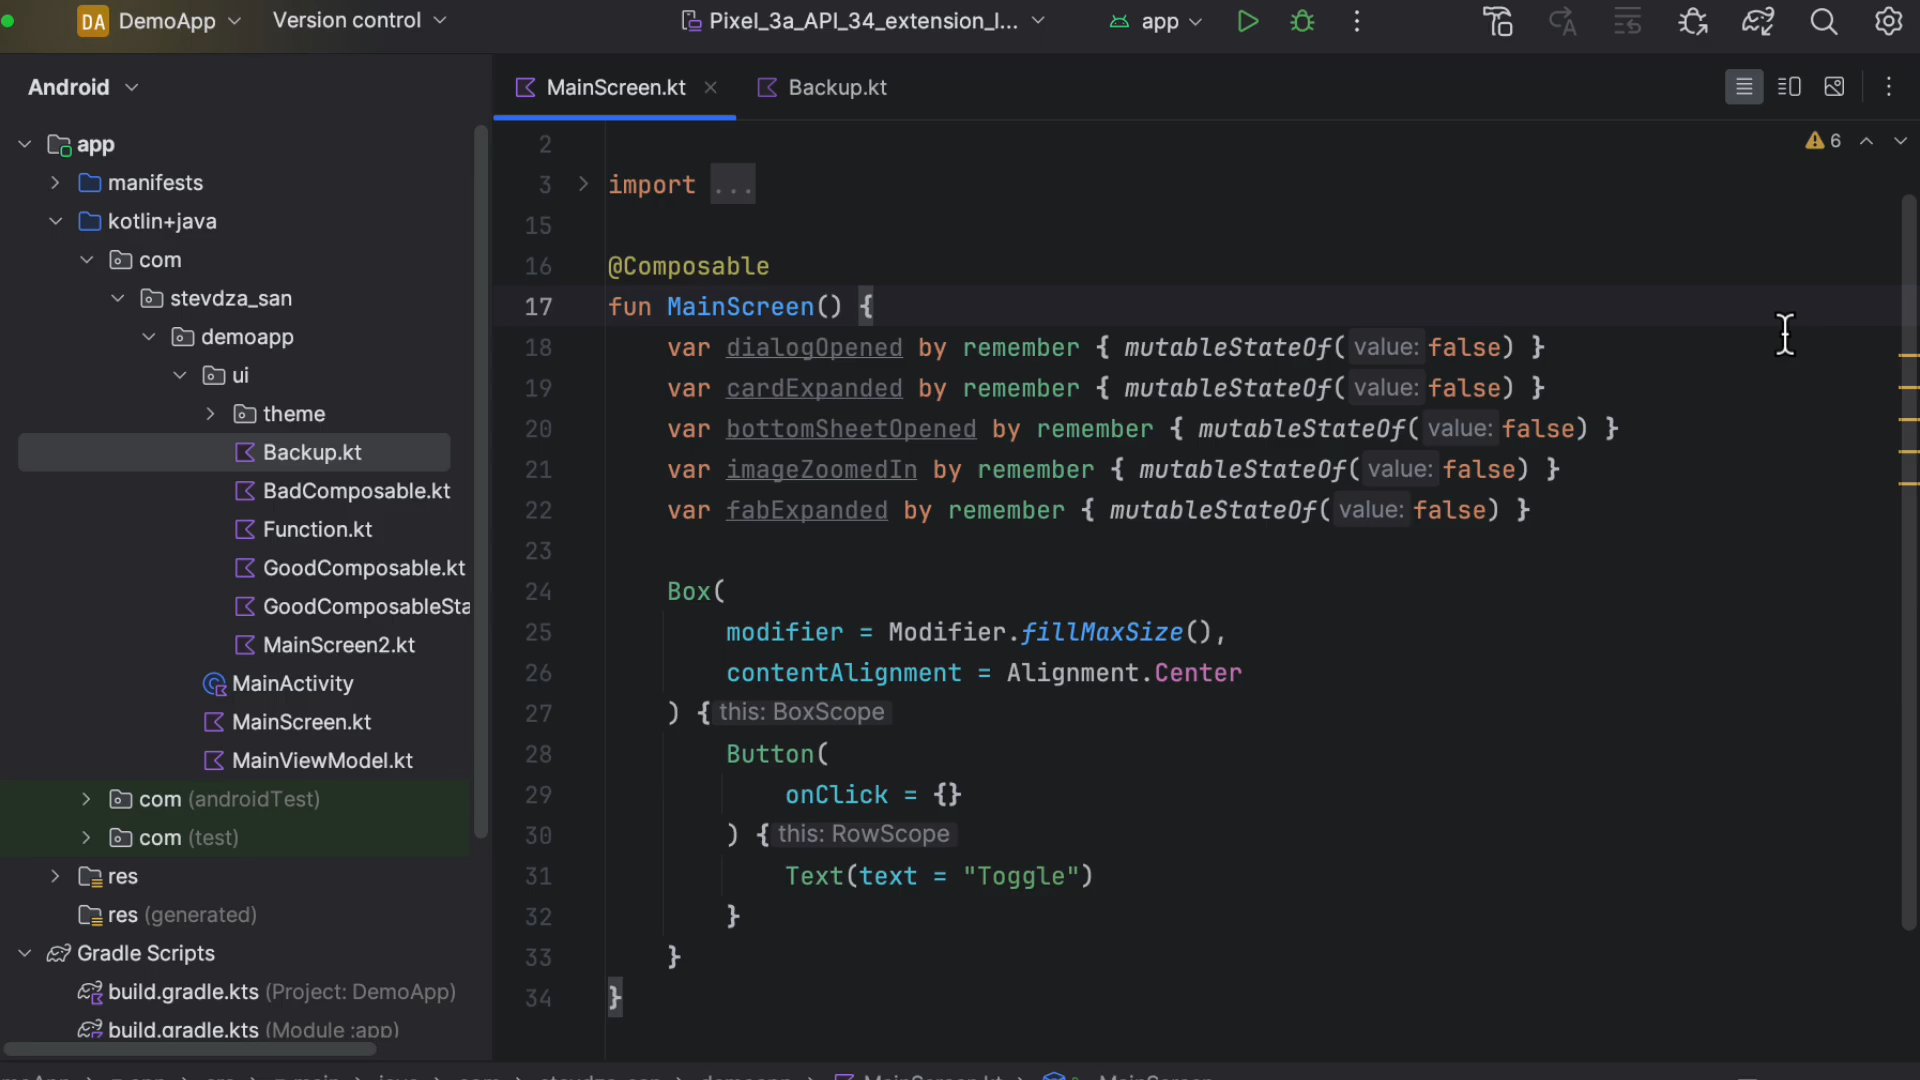 DA DemoApp Version control Pixel_3a_API_34_extension_l... app
Android
MainScreen.kt Backup.kt
6
app
manifests
kotlin+java
com
stevdza_san
demoapp
ui
theme
Backup.kt
BadComposable.kt
Function.kt
GoodComposable.kt
GoodComposableSta
MainScreen2.kt
MainActivity
MainScreen.kt
MainViewModel.kt
com (androidTest)
com (test)
res
res (generated)
Gradle Scripts
build.gradle.kts (Project: DemoApp)
build.gradle.kts (Module :app)
2
3 import ...
15
16 @Composable
17 fun MainScreen() {
18 var dialogOpened by remember { mutableStateOf( value: false) }
19 var cardExpanded by remember { mutableStateOf( value: false) }
20 var bottomSheetOpened by remember { mutableStateOf( value: false) }
21 var imageZoomedIn by remember { mutableStateOf( value: false) }
22 var fabExpanded by remember { mutableStateOf( value: false) }
23
24 Box(
25 modifier = Modifier.fillMaxSize(),
26 contentAlignment = Alignment.Center
27 ) { this: BoxScope
28 Button(
29 onClick = {}
30 ) { this: RowScope
31 Text(text = "Toggle")
32 }
33 }
34 }